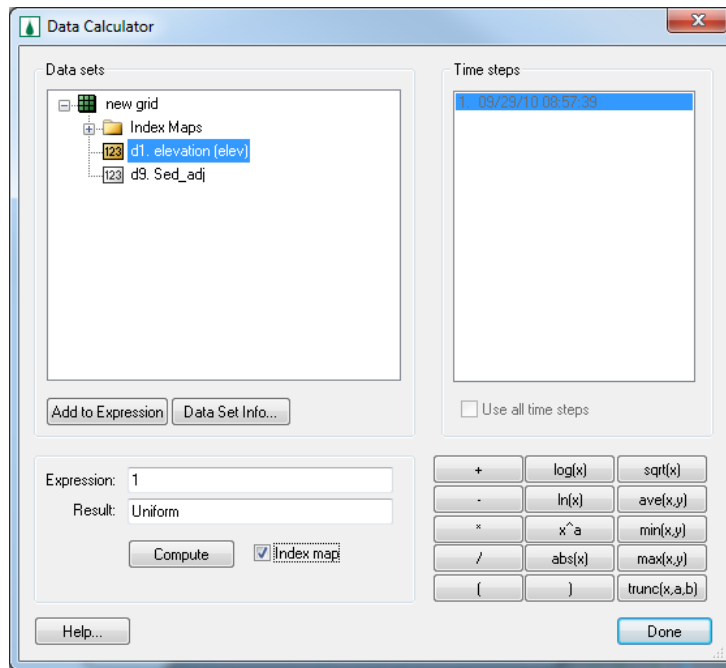 Data Calculator
Data sets
new grid
Index Maps
d1. elevation (elev)
d9. Sed_adj
Add to Expression
Data Set Info...
Time steps
1. 09/29/10 08:57:39
Use all time steps
Expression: 1
Result: Uniform
Compute
Index map
+ log(x) sqrt(x)
- ln(x) ave(x,y)
* x^a min(x,y)
/ abs(x) max(x,y)
( ) trunc(x,a,b)
Help...
Done